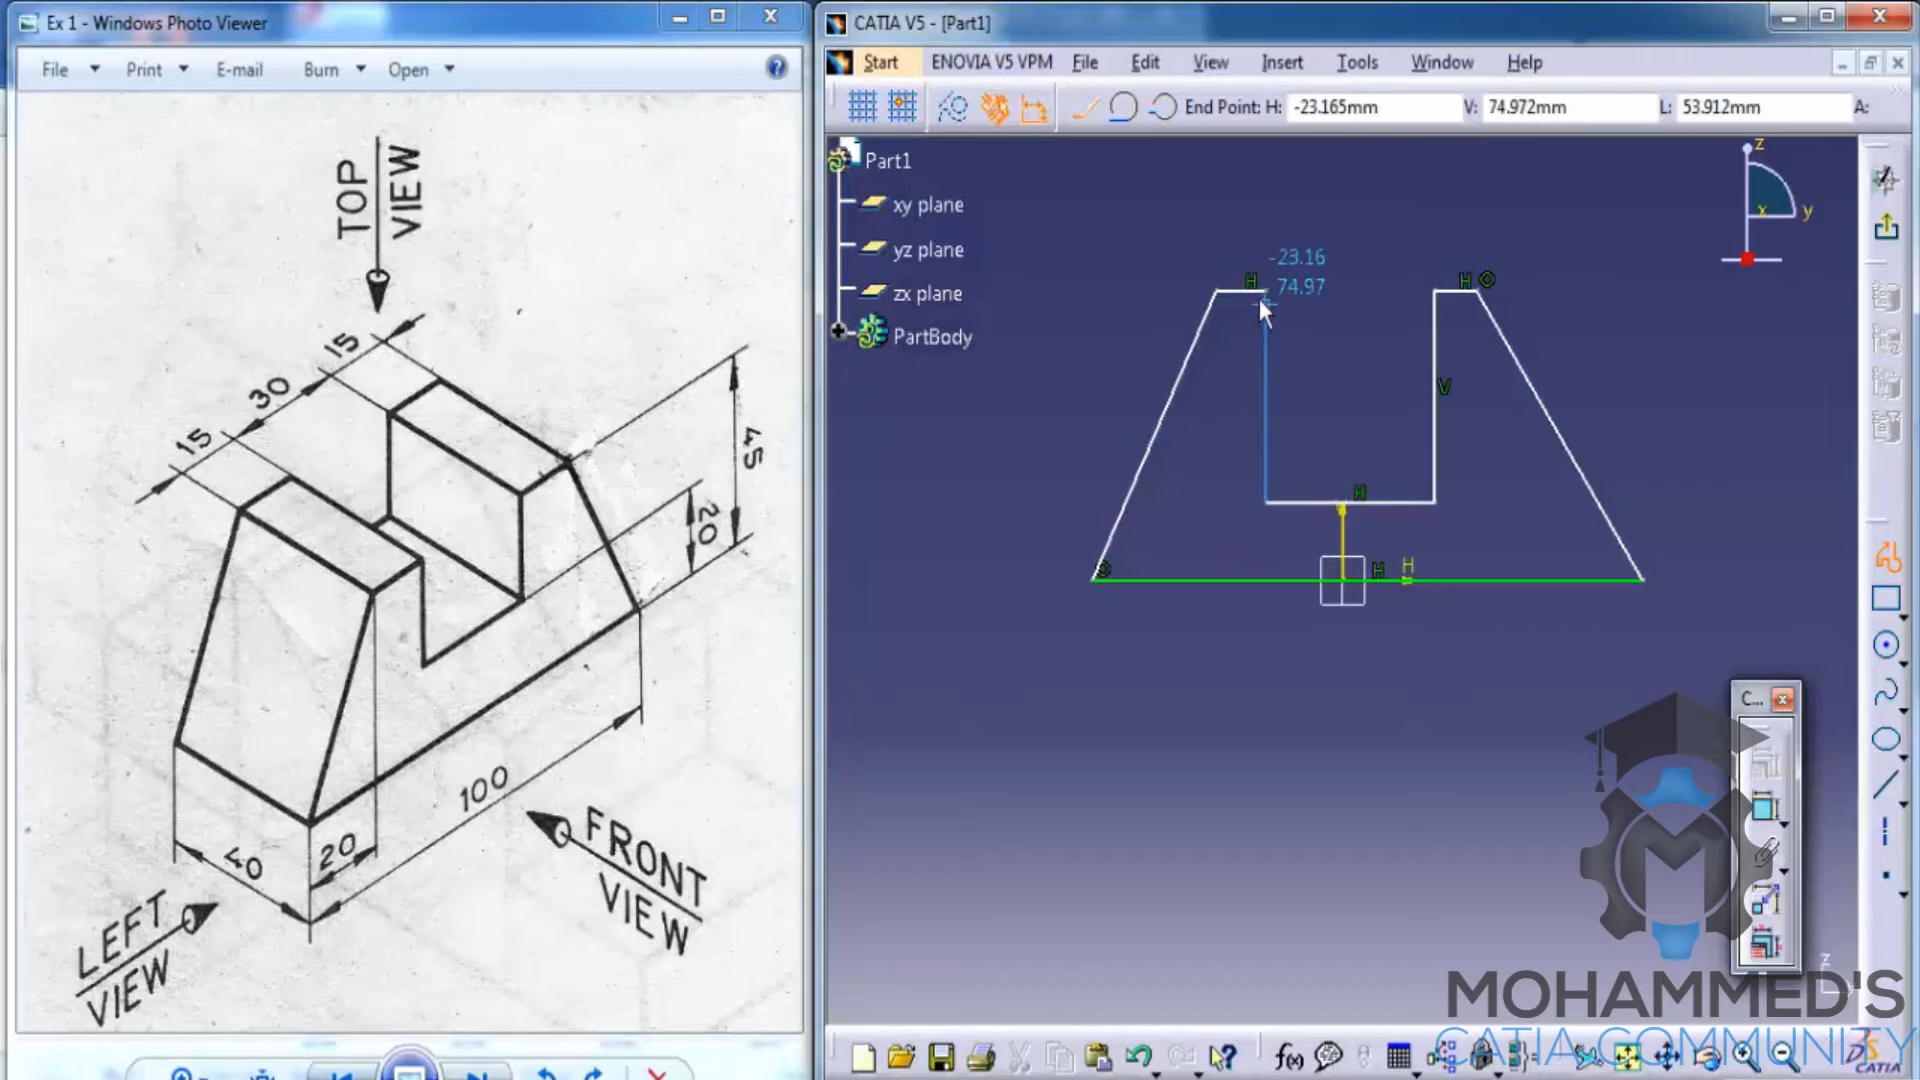 Ex 1 - Windows Photo Viewer
File
Print
E-mail
Burn
Open
TOP
VIEW
15
30
15
45
20
100
20
40
FRONT
VIEW
LEFT
VIEW
CATIA V5 - [Part1]
Start
ENOVIA V5 VPM
File
Edit
View
Insert
Tools
Window
Help
End Point: H: -23.165mm V: 74.972mm L: 53.912mm A:
Part1
xy plane
yz plane
zx plane
PartBody
z
x
y
-23.16
74.97
H
H
V
H
H
H
C...
z
MOHAMMED'S
CATIA COMMUNITY
f(x)
CATIA